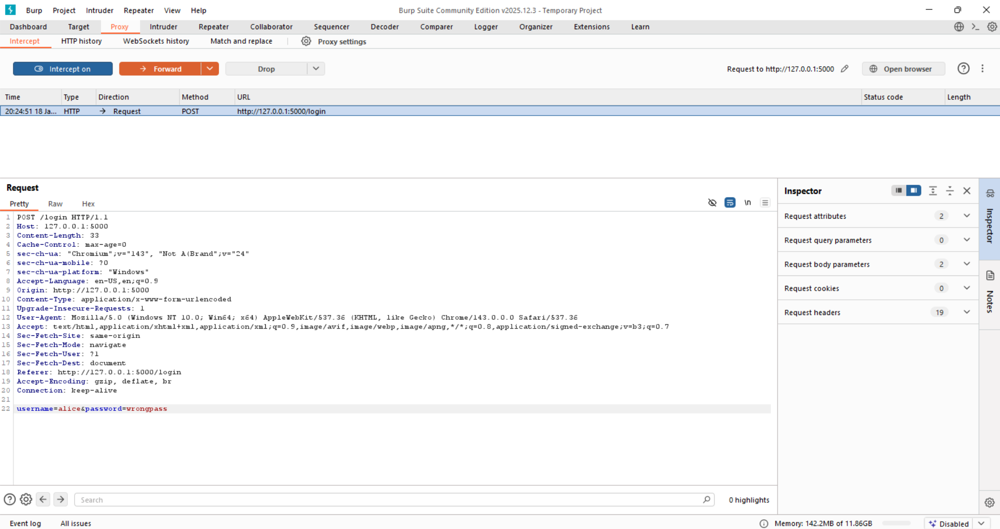 Burp Project Intruder Repeater View Help Burp Suite Community Edition v2025.12.3 - Temporary Project
Dashboard Target Proxy Intruder Repeater Collaborator Sequencer Decoder Comparer Logger Organizer Extensions Learn
Intercept HTTP history WebSockets history Match and replace Proxy settings
Intercept on Forward Drop Request to http://127.0.0.1:5000 Open browser
Time Type Direction Method URL Status code Length
20:24:51 18 Ja... HTTP Request POST http://127.0.0.1:5000/login
Request
Pretty Raw Hex \n
1 POST /login HTTP/1.1
2 Host: 127.0.0.1:5000
3 Content-Length: 33
4 Cache-Control: max-age=0
5 sec-ch-ua: "Chromium";v="143", "Not A(Brand";v="24"
6 sec-ch-ua-mobile: ?0
7 sec-ch-ua-platform: "Windows"
8 Accept-Language: en-US,en;q=0.9
9 Origin: http://127.0.0.1:5000
10 Content-Type: application/x-www-form-urlencoded
11 Upgrade-Insecure-Requests: 1
12 User-Agent: Mozilla/5.0 (Windows NT 10.0; Win64; x64) AppleWebKit/537.36 (KHTML, like Gecko) Chrome/143.0.0.0 Safari/537.36
13 Accept: text/html,application/xhtml+xml,application/xml;q=0.9,image/avif,image/webp,image/apng,*/*;q=0.8,application/signed-exchange;v=b3;q=0.7
14 Sec-Fetch-Site: same-origin
15 Sec-Fetch-Mode: navigate
16 Sec-Fetch-User: ?1
17 Sec-Fetch-Dest: document
18 Referer: http://127.0.0.1:5000/login
19 Accept-Encoding: gzip, deflate, br
20 Connection: keep-alive
21
22 username=alice&password=wrongpass
Search 0 highlights
Inspector
Request attributes 2
Request query parameters 0
Request body parameters 2
Request cookies 0
Request headers 19
Inspector
Notes
Event log All issues Memory: 142.2MB of 11.86GB Disabled